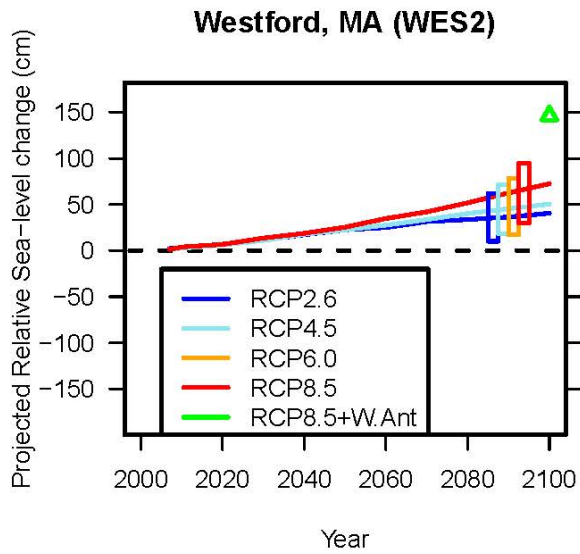 Westford, MA (WES2)
Projected Relative Sea-level change (cm)
150
100
50
0
−50
−100
−150
RCP2.6
RCP4.5
RCP6.0
RCP8.5
RCP8.5+W.Ant
2000 2020 2040 2060 2080 2100
Year